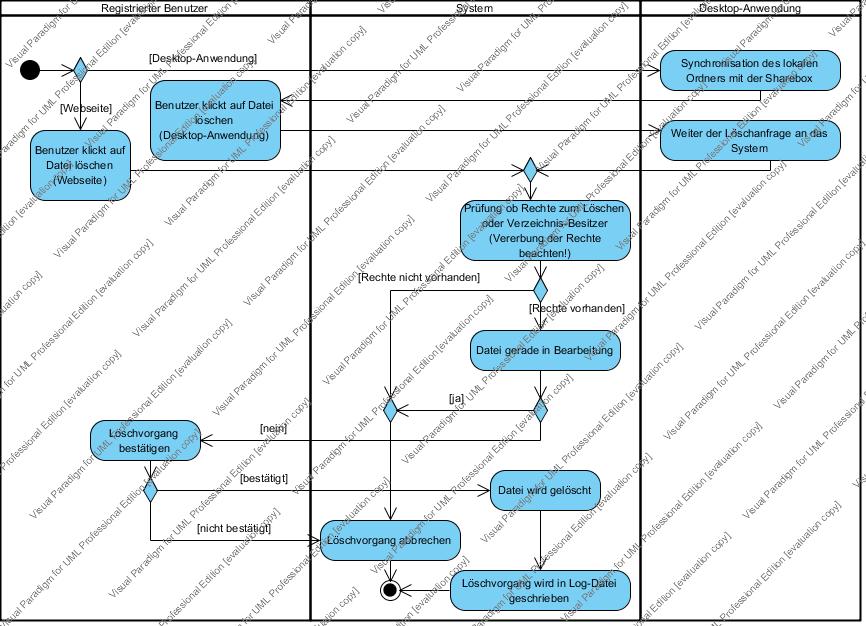 Registrierter Benutzer
System
Desktop-Anwendung
[Desktop-Anwendung]
Synchronisation des lokalen
Ordners mit der Sharebox
[Webseite]
Benutzer klickt auf Datei
löschen
(Desktop-Anwendung)
Weiter der Löschanfrage an das
System
Benutzer klickt auf
Datei löschen
(Webseite)
Prüfung ob Rechte zum Löschen
oder Verzeichnis-Besitzer
(Vererbung der Rechte
beachten!)
[Rechte nicht vorhanden]
[Rechte vorhanden]
Datei gerade in Bearbeitung
[ja]
[nein]
Löschvorgang
bestätigen
[bestätigt]
Datei wird gelöscht
[nicht bestätigt]
Löschvorgang abbrechen
Löschvorgang wird in Log-Datei
geschrieben
Visual Paradigm for UML Professional Edition [evaluation copy]